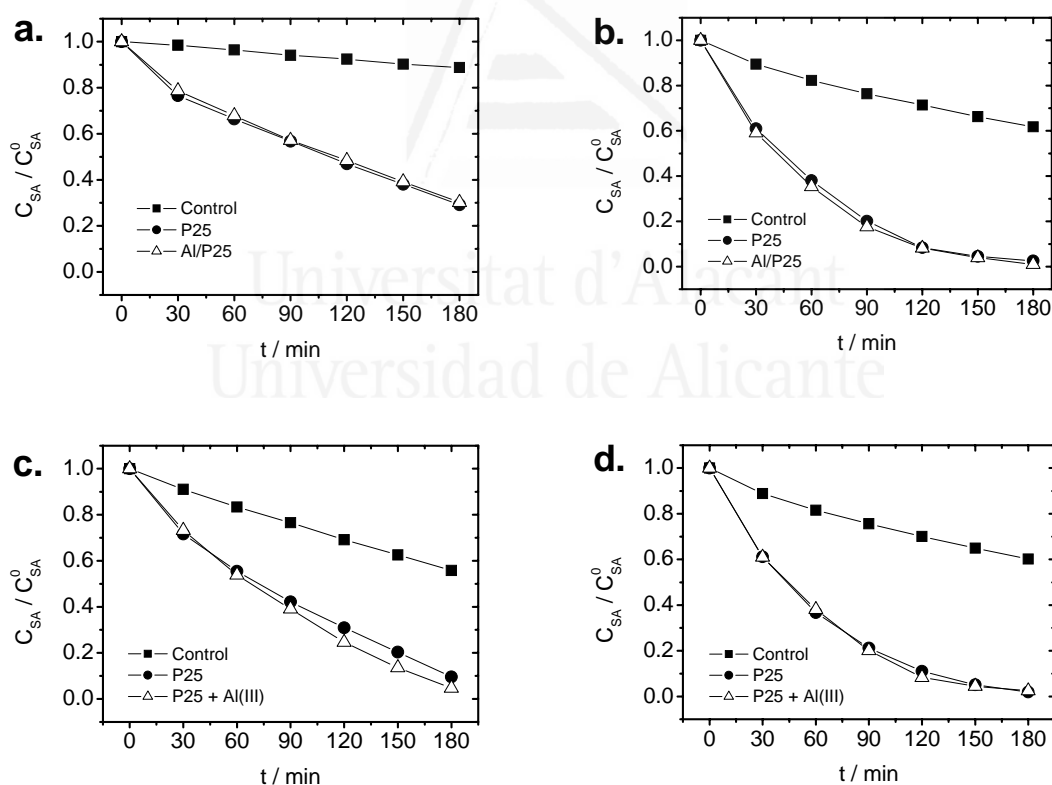 a.
C_SA / C⁰_SA
1.0
0.8
0.6
0.4
0.2
0.0
Control
P25
Al/P25
0 30 60 90 120 150 180
t / min
b.
C_SA / C⁰_SA
1.0
0.8
0.6
0.4
0.2
0.0
Control
P25
Al/P25
0 30 60 90 120 150 180
t / min
Universitat d'Alacant
Universidad de Alicante
c.
C_SA / C⁰_SA
1.0
0.8
0.6
0.4
0.2
0.0
Control
P25
P25 + Al(III)
0 30 60 90 120 150 180
t / min
d.
C_SA / C⁰_SA
1.0
0.8
0.6
0.4
0.2
0.0
Control
P25
P25 + Al(III)
0 30 60 90 120 150 180
t / min